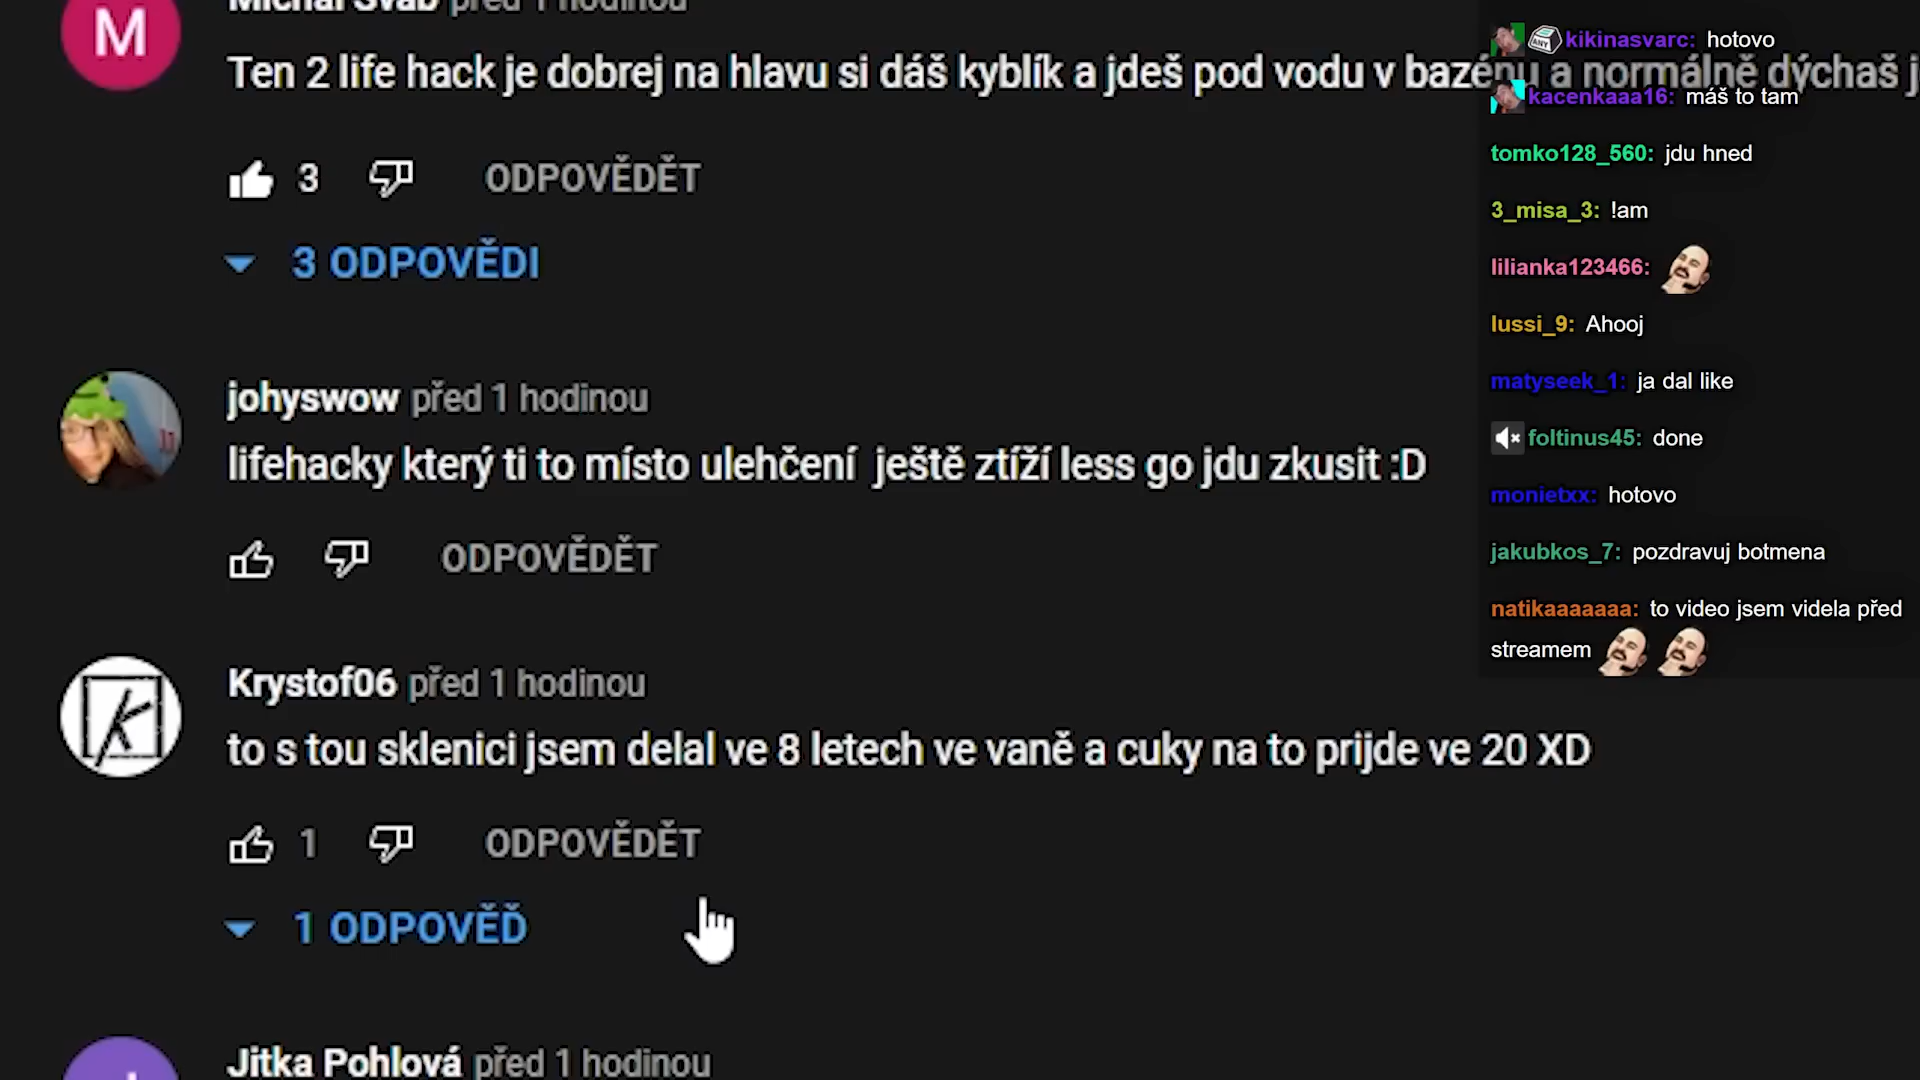 Michal Šváb před 1 hodinou
Ten 2 life hack je dobrej na hlavu si dáš kyblík a jdeš pod vodu v bazénu a normálně dýchaš j
3 ODPOVĚDĚT
3 ODPOVĚDI
johyswow před 1 hodinou
lifehacky který ti to místo ulehčení ještě ztíží less go jdu zkusit :D
ODPOVĚDĚT
Krystof06 před 1 hodinou
to s tou sklenici jsem delal ve 8 letech ve vaně a cuky na to prijde ve 20 XD
1 ODPOVĚDĚT
1 ODPOVĚĎ
Jitka Pohlová před 1 hodinou
kikinasvarc: hotovo
kacenkaaa16: máš to tam
tomko128_560: jdu hned
3_misa_3: !am
lilianka123466:
lussi_9: Ahooj
matyseek_1: ja dal like
foltinus45: done
monietxx: hotovo
jakubkos_7: pozdravuj botmena
natikaaaaaaa: to video jsem videla před
streamem